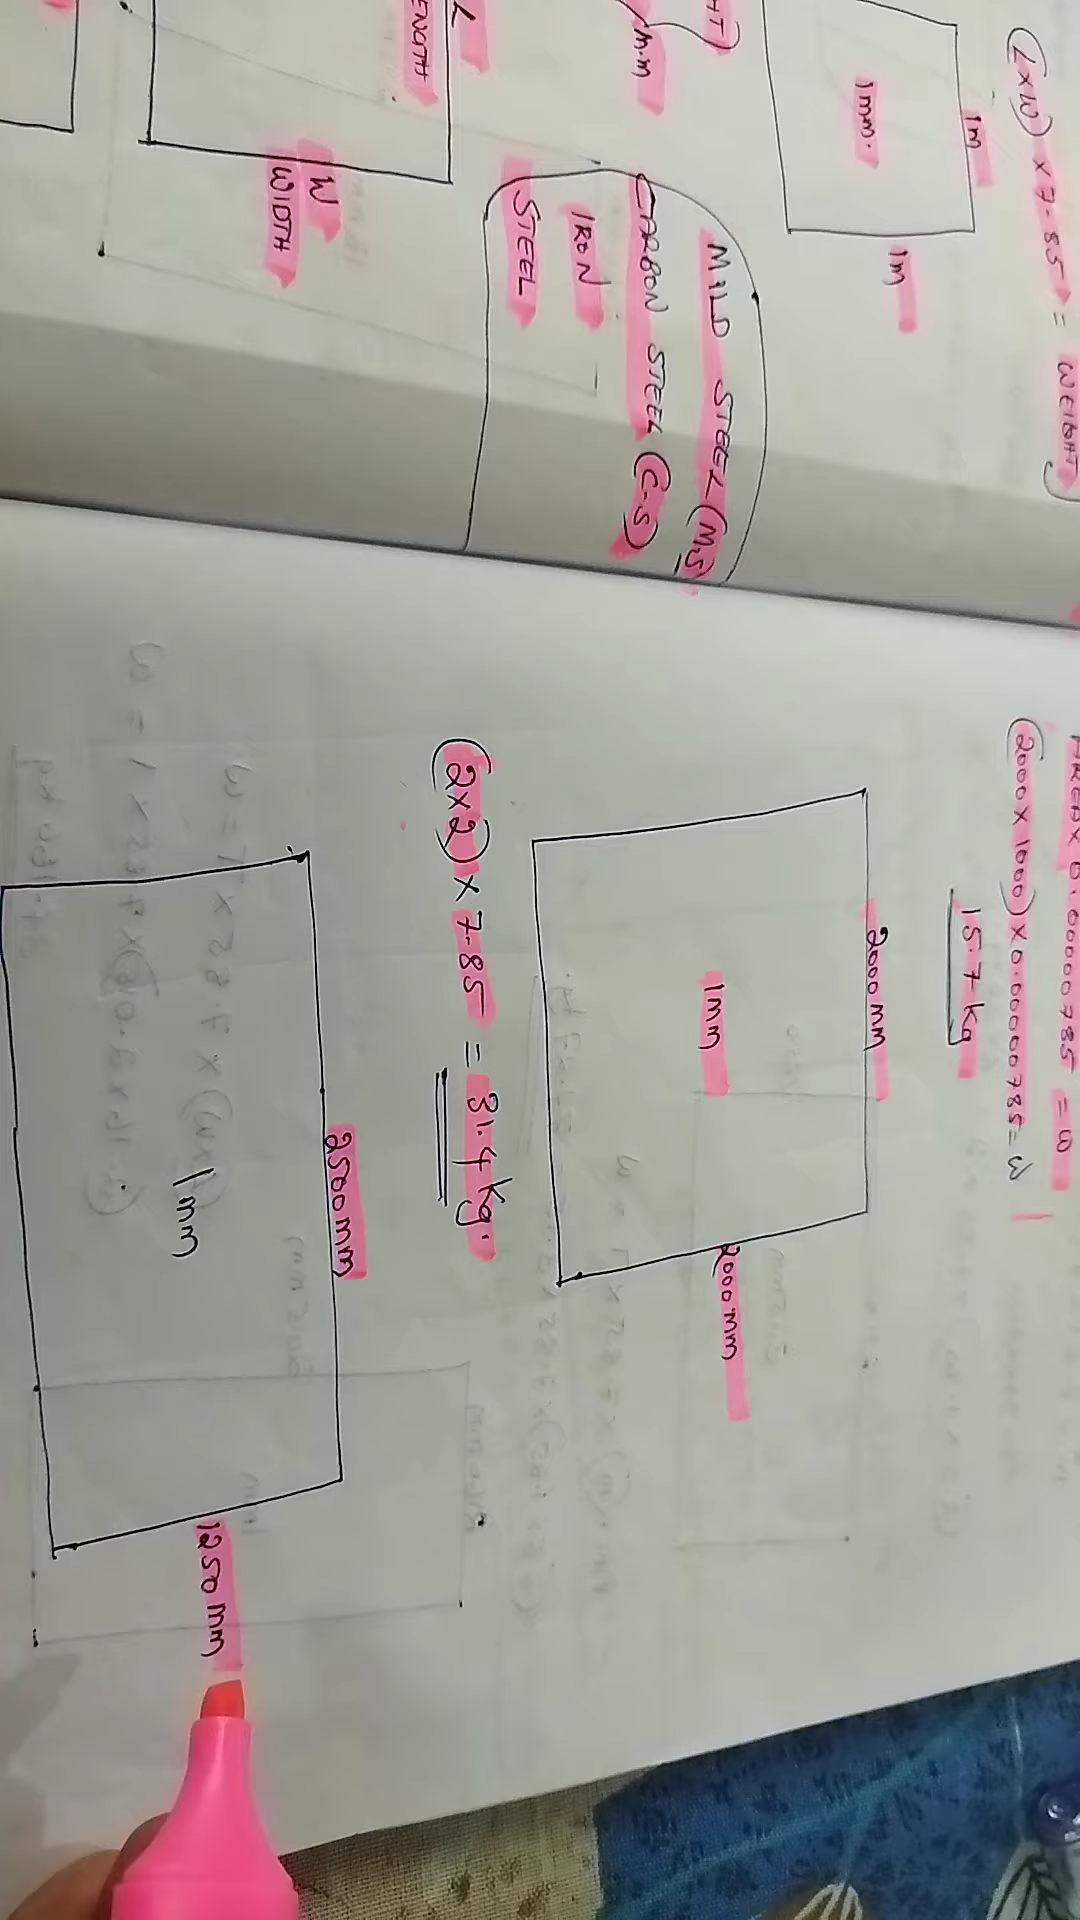 (L×W) × 7.85 = WEIGHT)
1m
1mm.
1m
HT)
m.m
L
ENGTH
W
WIDTH
MILD STEEL (M.S).
CARBON STEEL (C.S)
IRON
STEEL
AREA × 0.00000785 = W
(2000 × 1000) × 0.00000785 = W
15.7 kg
2000 mm
1mm
2000 mm
(2×2) × 7.85 = 31.4 kg.
2500 mm
1mm
1250 mm